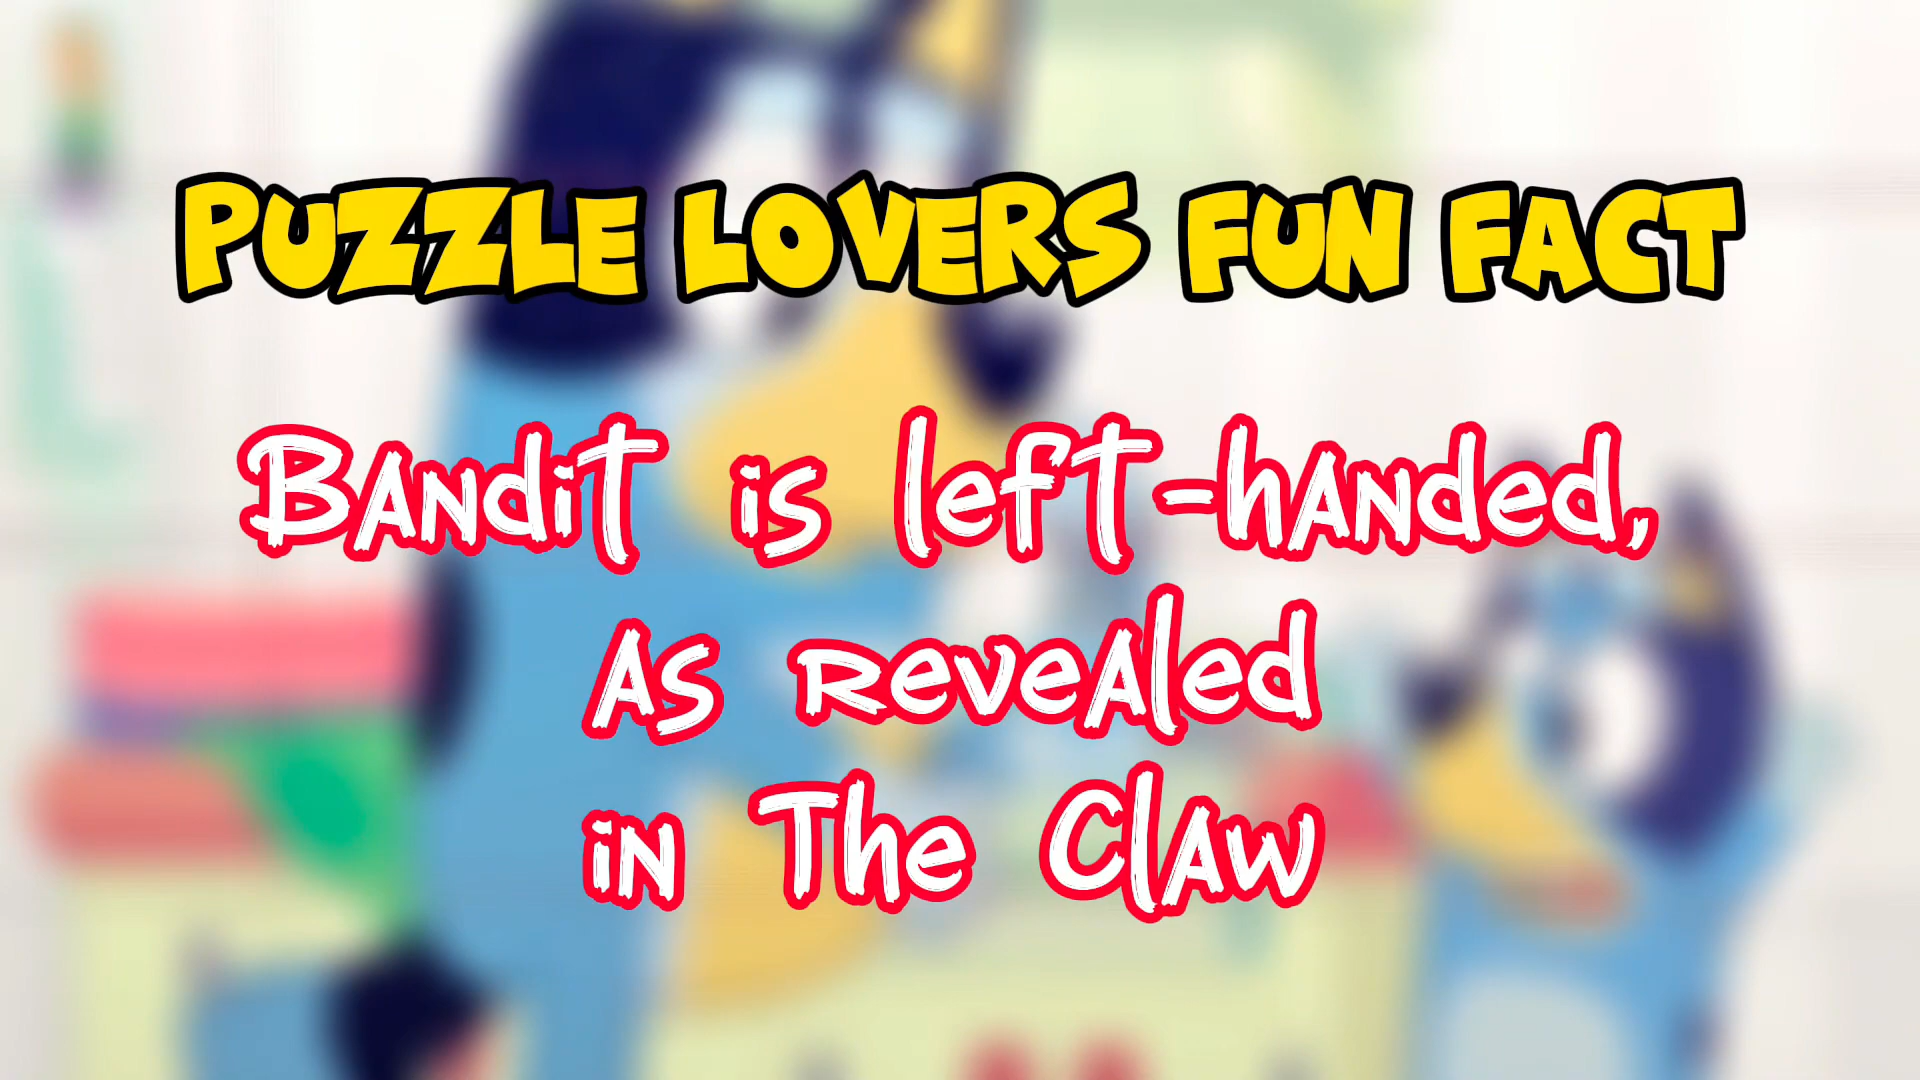 PUZZLE LOVERS FUN FACT
Bandit is left-handed,
as revealed
in The Claw